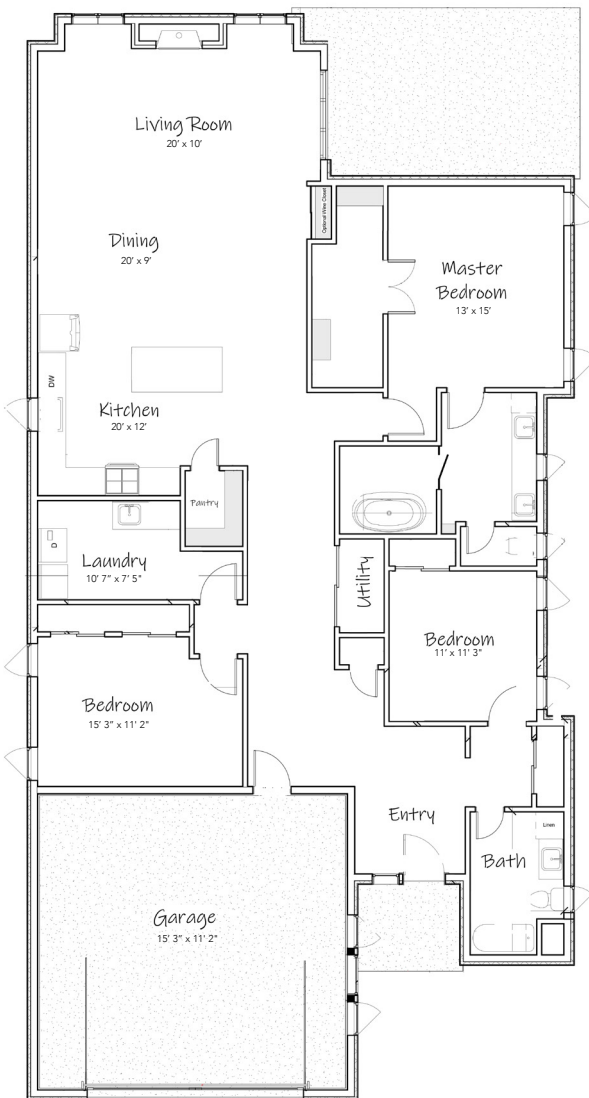 Living Room
20' x 10'
Optional Wine Closet
Dining
20' x 9'
Master
Bedroom
13' x 15'
DW
Kitchen
20' x 12'
Pantry
D
Laundry
10' 7" x 7' 5"
Utility
Bedroom
11' x 11' 3"
Bedroom
15' 3" x 11' 2"
Entry
Linen
Bath
Garage
15' 3" x 11' 2"